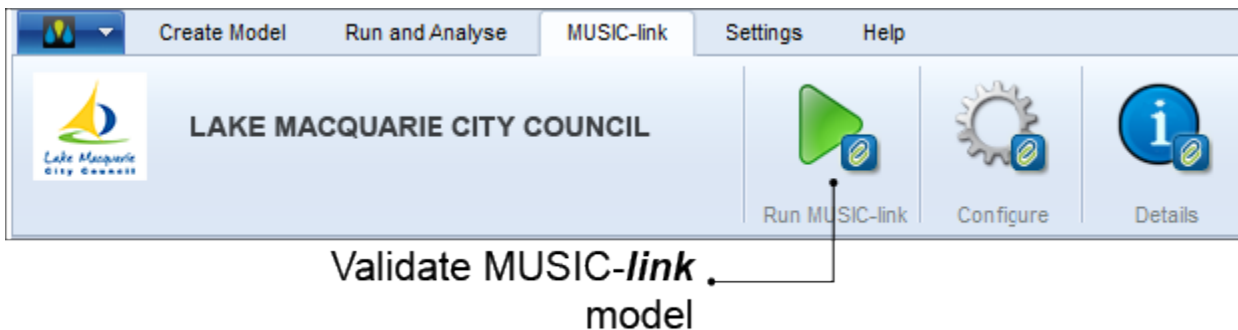 Create Model Run and Analyse MUSIC-link Settings Help
LAKE MACQUARIE CITY COUNCIL
Lake Macquarie
City Council
Run MUSIC-link Configure Details
Validate MUSIC-link
model